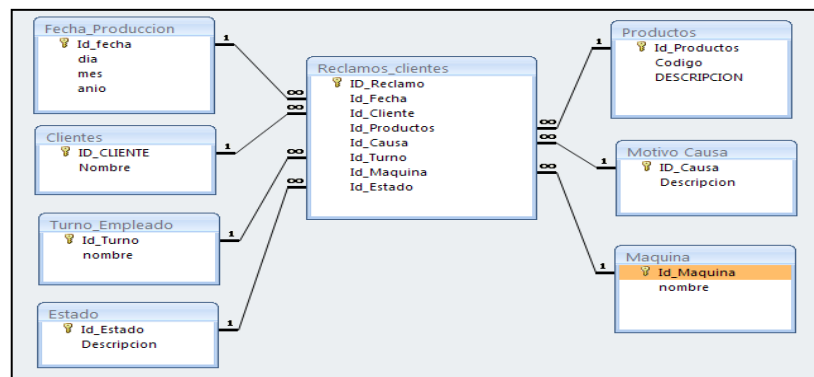 Fecha_Produccion
Id_fecha
dia
mes
anio
Clientes
ID_CLIENTE
Nombre
Turno_Empleado
Id_Turno
nombre
Estado
Id_Estado
Descripcion
Reclamos_clientes
ID_Reclamo
Id_Fecha
Id_Cliente
Id_Productos
Id_Causa
Id_Turno
Id_Maquina
Id_Estado
Productos
Id_Productos
Codigo
DESCRIPCION
Motivo Causa
ID_Causa
Descripcion
Maquina
Id_Maquina
nombre
1
∞
1
∞
1
∞
1
∞
1
∞
1
∞
1
∞